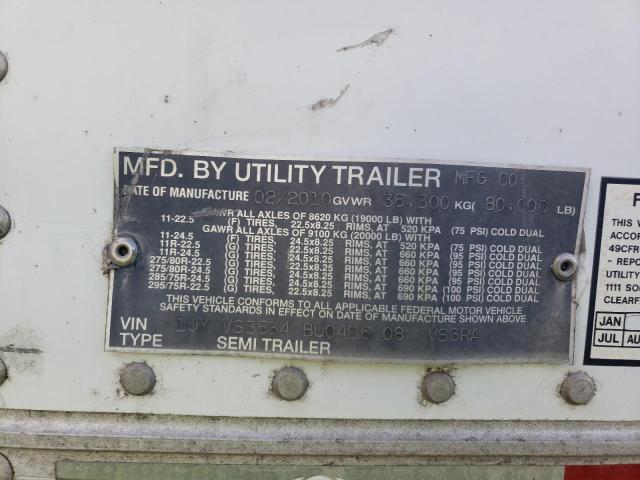 MFD. BY UTILITY TRAILER MFG CO.
DATE OF MANUFACTURE 02/2010 GVWR 36,300 KG( 80,000 LB)
GAWR ALL AXLES OF 8620 KG (19000 LB) WITH
11-22.5 (F) TIRES, 22.5x8.25 RIMS, AT 520 KPA (75 PSI) COLD DUAL
GAWR ALL AXLES OF 9100 KG (20000 LB) WITH
11-24.5 (F) TIRES, 24.5x8.25 RIMS, AT 520 KPA (75 PSI) COLD DUAL
11R-22.5 (G) TIRES, 22.5x8.25 RIMS, AT 660 KPA (95 PSI) COLD DUAL
11R-24.5 (G) TIRES, 24.5x8.25 RIMS, AT 660 KPA (95 PSI) COLD DUAL
275/80R-22.5 (G) TIRES, 22.5x8.25 RIMS, AT 660 KPA (95 PSI) COLD DUAL
275/80R-24.5 (G) TIRES, 24.5x8.25 RIMS, AT 660 KPA (95 PSI) COLD DUAL
285/75R-24.5 (G) TIRES, 24.5x8.25 RIMS, AT 690 KPA (100 PSI) COLD DUAL
295/75R-22.5 (G) TIRES, 22.5x8.25 RIMS, AT 690 KPA (100 PSI) COLD DUAL
THIS VEHICLE CONFORMS TO ALL APPLICABLE FEDERAL MOTOR VEHICLE
SAFETY STANDARDS IN EFFECT ON DATE OF MANUFACTURE SHOWN ABOVE
VIN 1UY VS3534 BU0426 08 VS3RA
TYPE SEMI TRAILER
THIS V
ACCOR
49CFR
- REPO
UTILITY
1111 SOU
CLEARF
JAN
JUL AU